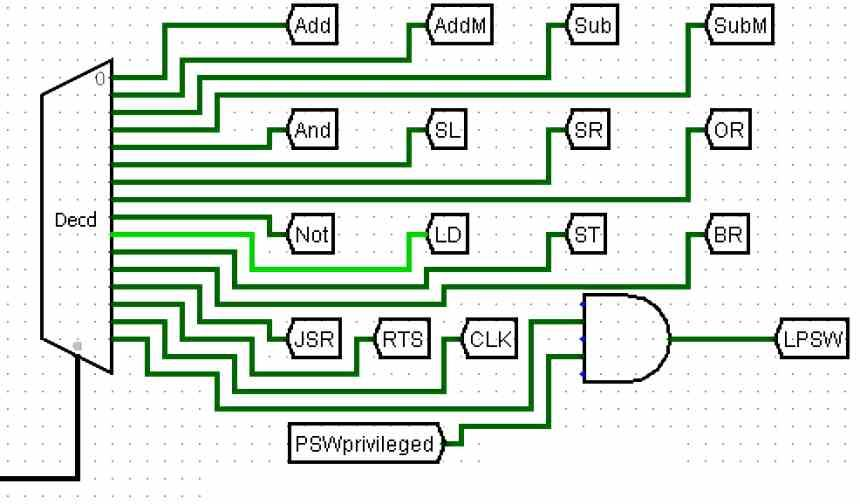 Add
AddM
Sub
SubM
0
And
SL
SR
OR
Decd
Not
LD
ST
BR
JSR
RTS
CLK
LPSW
PSWprivileged